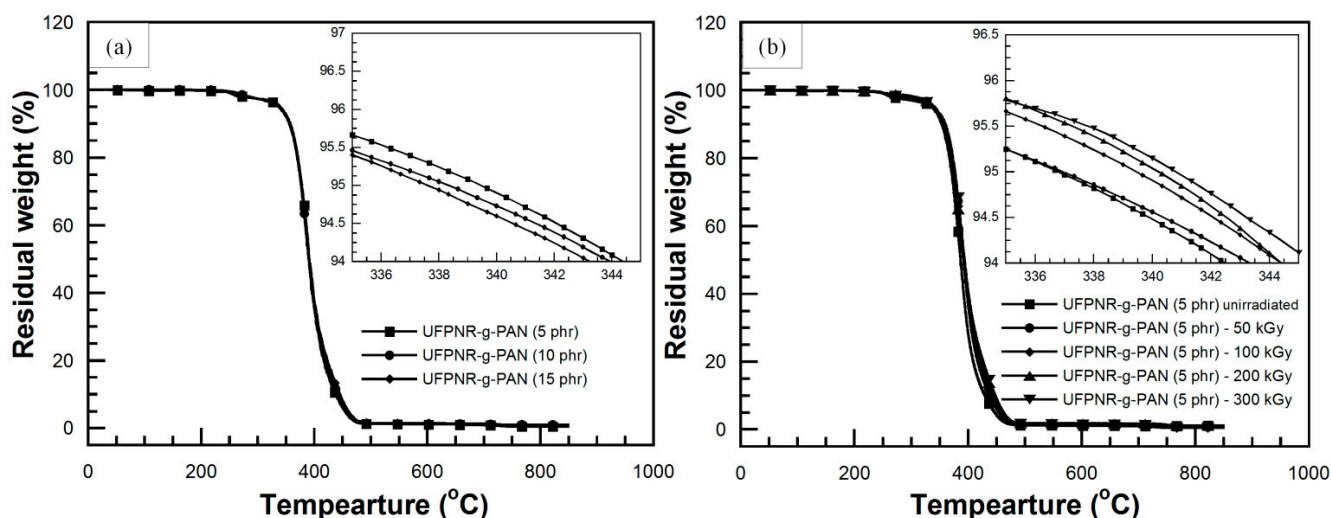 (a)
Residual weight (%)
120
100
80
60
40
20
0
0 200 400 600 800 1000
Tempearture (°C)
97
96.5
96
95.5
95
94.5
94
336 338 340 342 344
UFPNR-g-PAN (5 phr)
UFPNR-g-PAN (10 phr)
UFPNR-g-PAN (15 phr)
(b)
Residual weight (%)
120
100
80
60
40
20
0
0 200 400 600 800 1000
Tempearture (°C)
96.5
96
95.5
95
94.5
94
336 338 340 342 344
UFPNR-g-PAN (5 phr) unirradiated
UFPNR-g-PAN (5 phr) - 50 kGy
UFPNR-g-PAN (5 phr) - 100 kGy
UFPNR-g-PAN (5 phr) - 200 kGy
UFPNR-g-PAN (5 phr) - 300 kGy